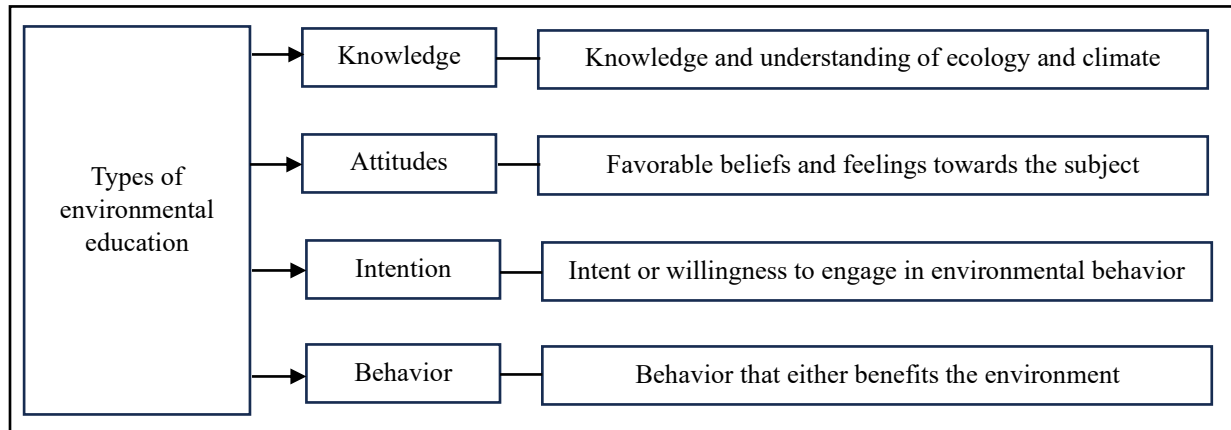 Types of
environmental
education
Knowledge
Knowledge and understanding of ecology and climate
Attitudes
Favorable beliefs and feelings towards the subject
Intention
Intent or willingness to engage in environmental behavior
Behavior
Behavior that either benefits the environment